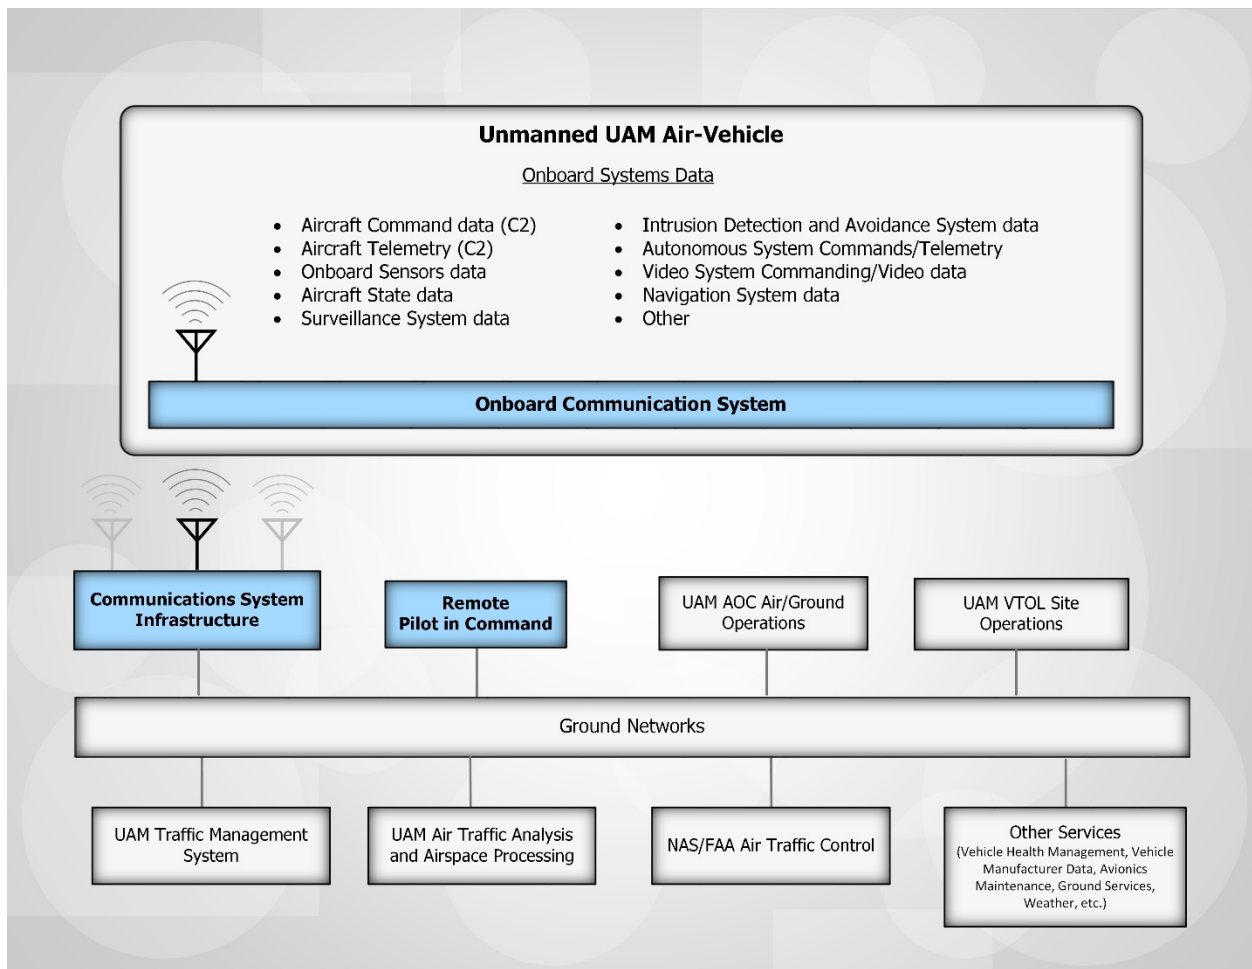 Unmanned UAM Air-Vehicle
Onboard Systems Data
• Aircraft Command data (C2)
• Aircraft Telemetry (C2)
• Onboard Sensors data
• Aircraft State data
• Surveillance System data
• Intrusion Detection and Avoidance System data
• Autonomous System Commands/Telemetry
• Video System Commanding/Video data
• Navigation System data
• Other
Onboard Communication System
Communications System
Infrastructure
Remote
Pilot in Command
UAM AOC Air/Ground
Operations
UAM VTOL Site
Operations
Ground Networks
UAM Traffic Management
System
UAM Air Traffic Analysis
and Airspace Processing
NAS/FAA Air Traffic Control
Other Services
(Vehicle Health Management, Vehicle
Manufacturer Data, Avionics
Maintenance, Ground Services,
Weather, etc.)